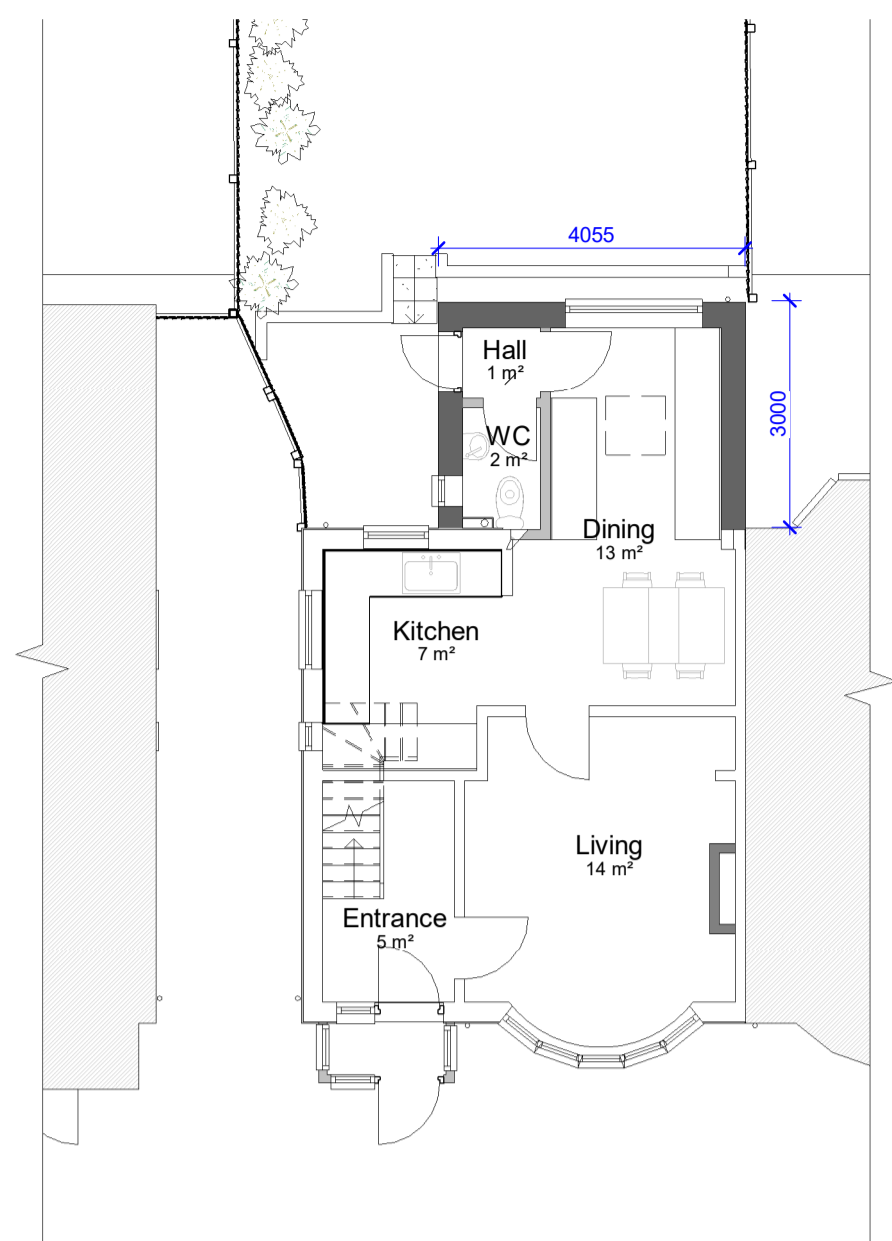 4055
3000
Hall
1 m²
WC
2 m²
Dining
13 m²
Kitchen
7 m²
Living
14 m²
Entrance
5 m²